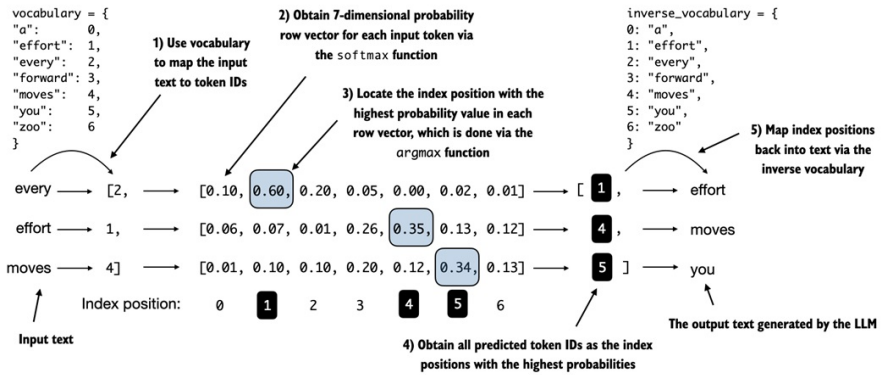 vocabulary = {
"a": 0,
"effort": 1,
"every": 2,
"forward": 3,
"moves": 4,
"you": 5,
"zoo": 6
}
1) Use vocabulary
to map the input
text to token IDs
2) Obtain 7-dimensional probability
row vector for each input token via
the softmax function
3) Locate the index position with the
highest probability value in each
row vector, which is done via the
argmax function
inverse_vocabulary = {
0: "a",
1: "effort",
2: "every",
3: "forward",
4: "moves",
5: "you",
6: "zoo"
}
5) Map index positions
back into text via the
inverse vocabulary
every [2, [0.10, 0.60, 0.20, 0.05, 0.00, 0.02, 0.01] [ 1 , effort
effort 1, [0.06, 0.07, 0.01, 0.26, 0.35, 0.13, 0.12] 4 , moves
moves 4] [0.01, 0.10, 0.10, 0.20, 0.12, 0.34, 0.13] 5 ] you
Index position: 0 1 2 3 4 5 6
Input text
The output text generated by the LLM
4) Obtain all predicted token IDs as the index
positions with the highest probabilities